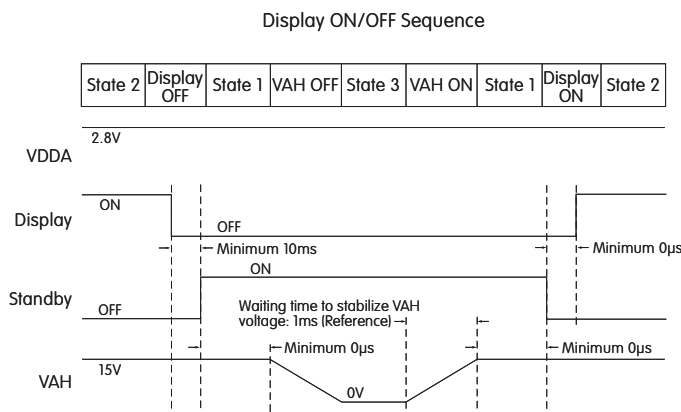 Display ON/OFF Sequence
State 2
Display
OFF
State 1
VAH OFF
State 3
VAH ON
State 1
Display
ON
State 2
2.8V
VDDA
ON
Display
OFF
Minimum 10ms
Minimum 0µs
ON
Standby
OFF
Waiting time to stabilize VAH
voltage: 1ms (Reference)
Minimum 0µs
Minimum 0µs
15V
VAH
0V